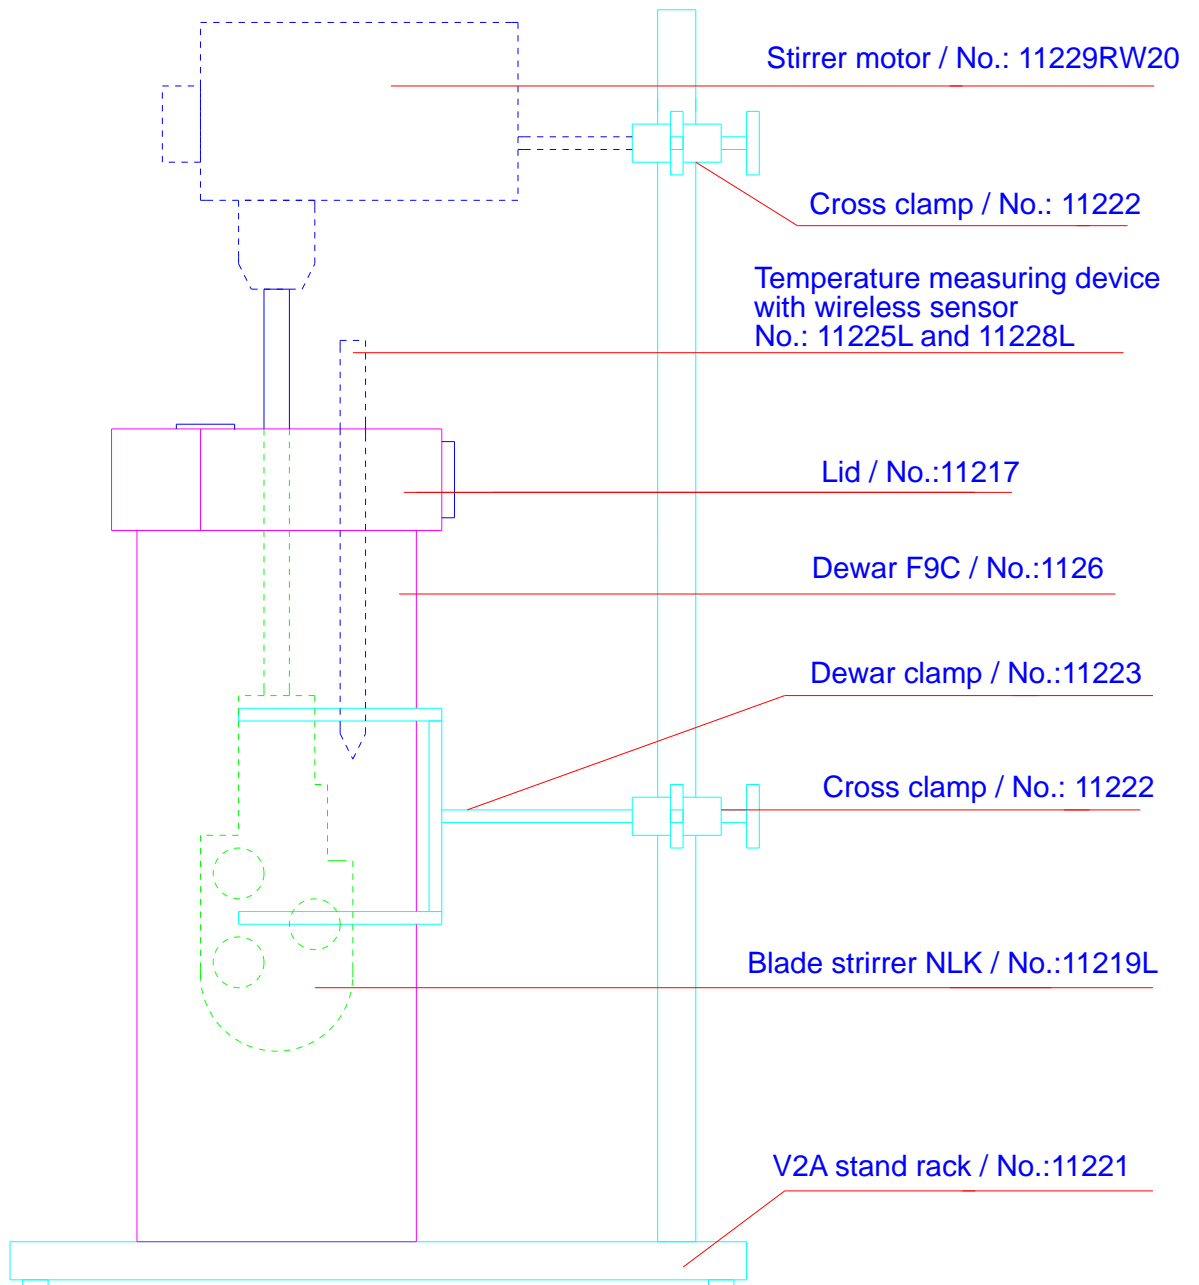 Stirrer motor / No.: 11229RW20
Cross clamp / No.: 11222
Temperature measuring device
with wireless sensor
No.: 11225L and 11228L
Lid / No.:11217
Dewar F9C / No.:1126
Dewar clamp / No.:11223
Cross clamp / No.: 11222
Blade strirrer NLK / No.:11219L
V2A stand rack / No.:11221